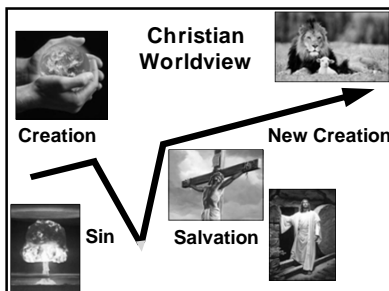 Christian
Worldview
Creation
New Creation
Sin
Salvation